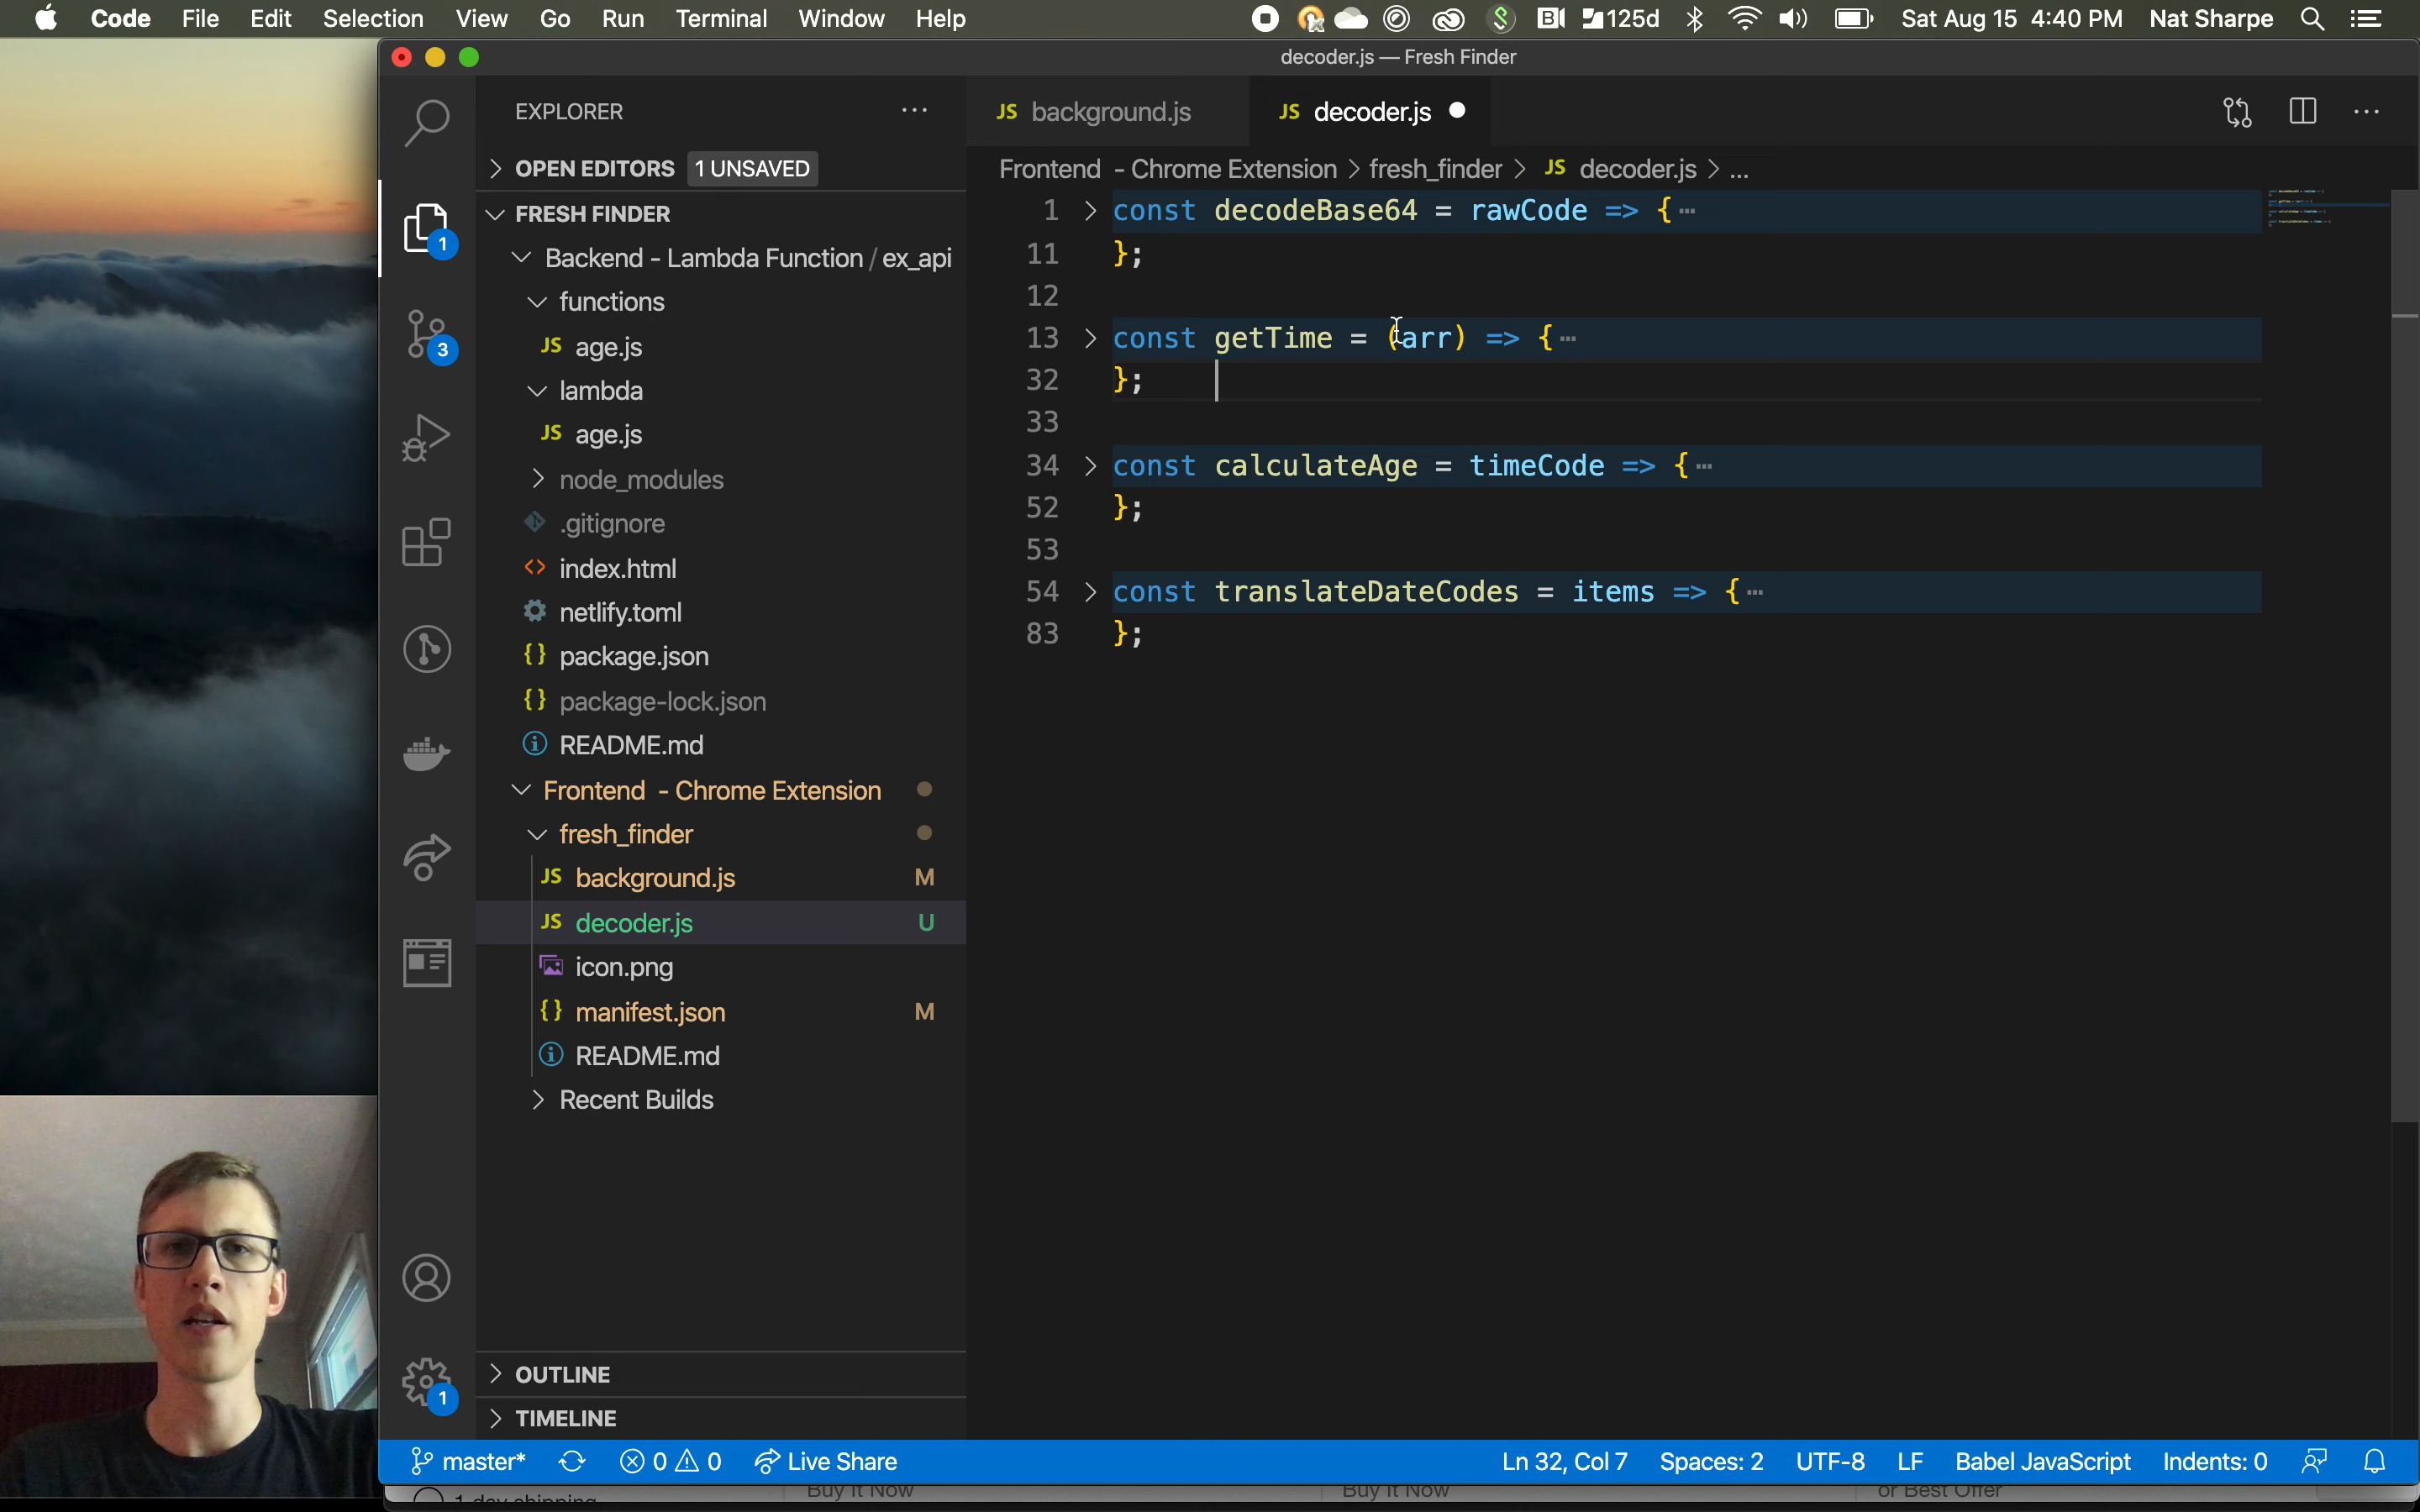 Code File Edit Selection View Go Run Terminal Window Help 125d Sat Aug 15 4:40 PM Nat Sharpe
decoder.js — Fresh Finder
EXPLORER
JS background.js
JS decoder.js
OPEN EDITORS 1 UNSAVED
Frontend - Chrome Extension > fresh_finder > JS decoder.js > ...
FRESH FINDER
Backend - Lambda Function / ex_api
functions
JS age.js
lambda
JS age.js
node_modules
.gitignore
index.html
netlify.toml
{} package.json
{} package-lock.json
README.md
Frontend - Chrome Extension
fresh_finder
JS background.js M
JS decoder.js U
icon.png
{} manifest.json M
README.md
Recent Builds
OUTLINE
TIMELINE
1
3
1
1 const decodeBase64 = rawCode => {
11 };
12
13 const getTime = (arr) => {
32 };
33
34 const calculateAge = timeCode => {
52 };
53
54 const translateDateCodes = items => {
83 };
master* 0 0 Live Share Ln 32, Col 7 Spaces: 2 UTF-8 LF Babel JavaScript Indents: 0
1 day shipping
Buy It Now
Buy It Now
or Best Offer